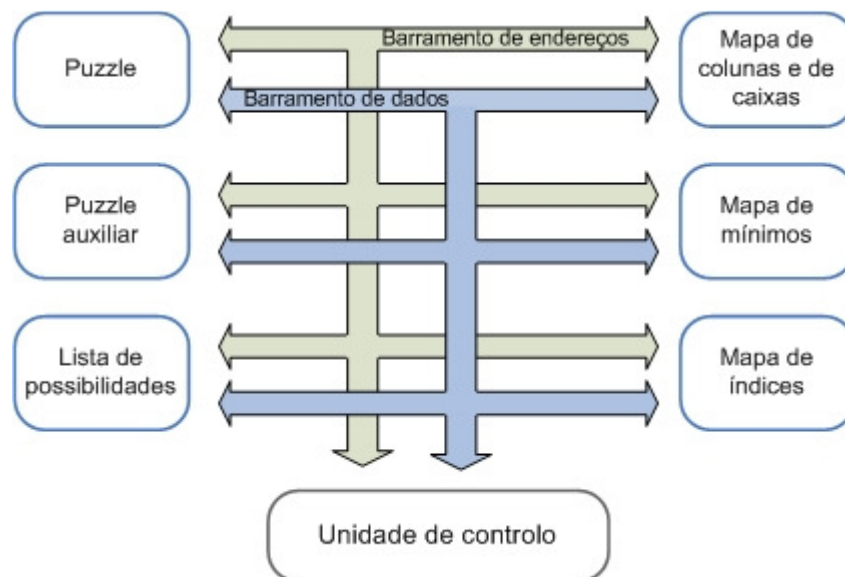 Puzzle
Barramento de endereços
Barramento de dados
Mapa de
colunas e de
caixas
Puzzle
auxiliar
Mapa de
mínimos
Lista de
possibilidades
Mapa de
índices
Unidade de controlo